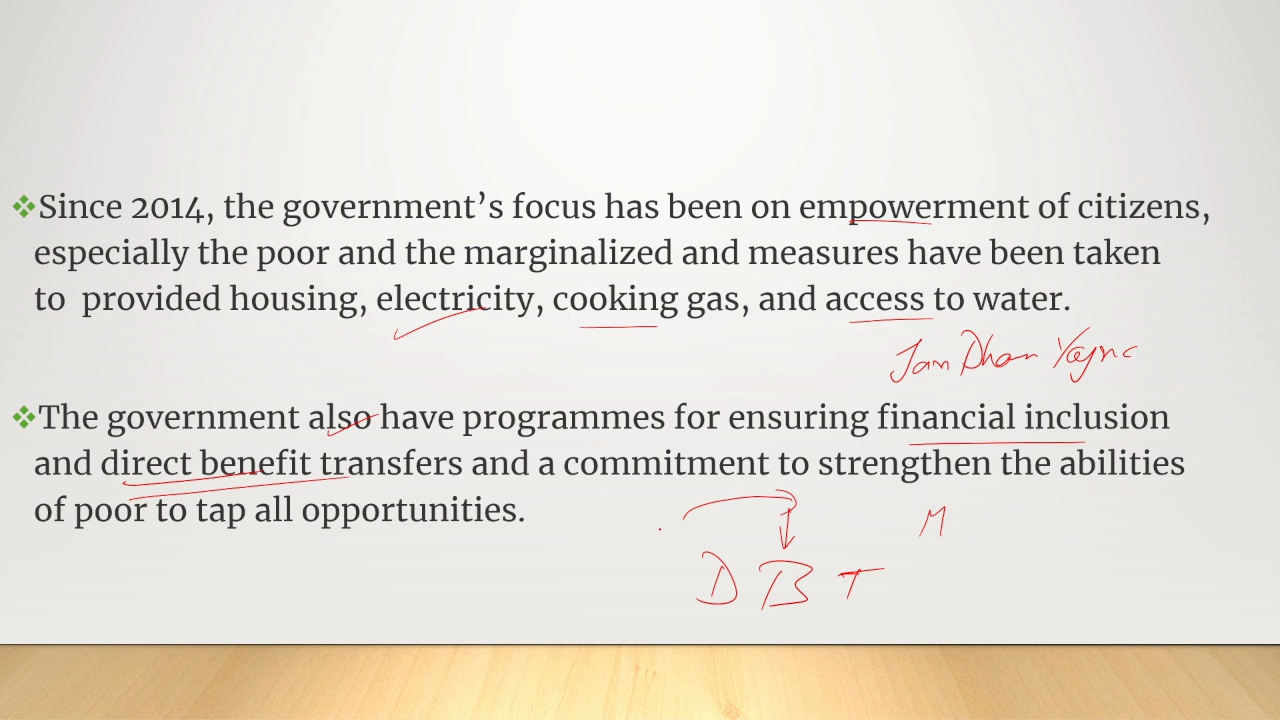 ❖Since 2014, the government’s focus has been on empowerment of citizens,
especially the poor and the marginalized and measures have been taken
to provided housing, electricity, cooking gas, and access to water.
Jan Dhan Yojna
❖The government also have programmes for ensuring financial inclusion
and direct benefit transfers and a commitment to strengthen the abilities
of poor to tap all opportunities.
M
D B T